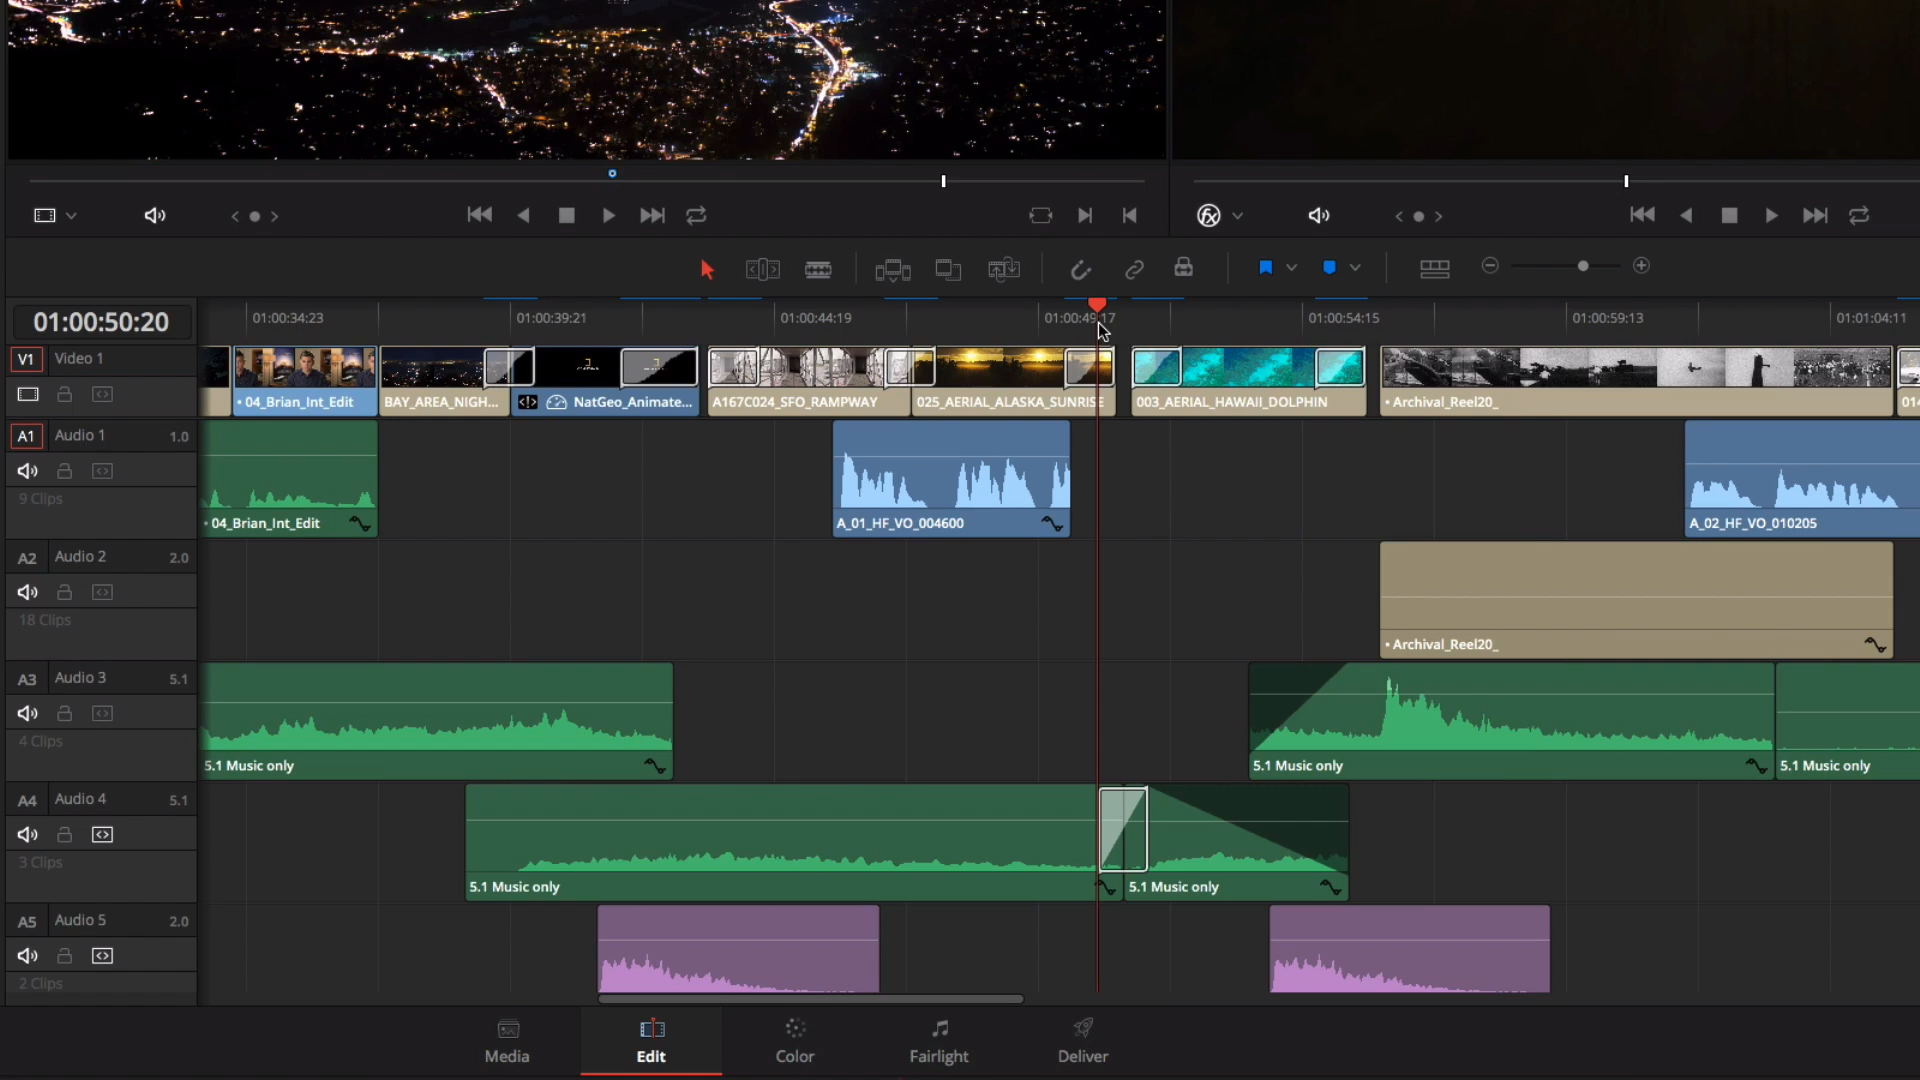 01:00:50:20
01:00:34:23
01:00:39:21
01:00:44:19
01:00:49:17
01:00:54:15
01:00:59:13
01:01:04:11
V1 Video 1
• 04_Brian_Int_Edit
BAY_AREA_NIGH...
NatGeo_Animate...
A167C024_SFO_RAMPWAY
025_AERIAL_ALASKA_SUNRISE
003_AERIAL_HAWAII_DOLPHIN
• Archival_Reel20_
014
A1 Audio 1 1.0
9 Clips
• 04_Brian_Int_Edit
A_01_HF_VO_004600
A_02_HF_VO_010205
A2 Audio 2 2.0
18 Clips
• Archival_Reel20_
A3 Audio 3 5.1
4 Clips
5.1 Music only
5.1 Music only
5.1 Music only
A4 Audio 4 5.1
3 Clips
5.1 Music only
5.1 Music only
A5 Audio 5 2.0
2 Clips
Media
Edit
Color
Fairlight
Deliver